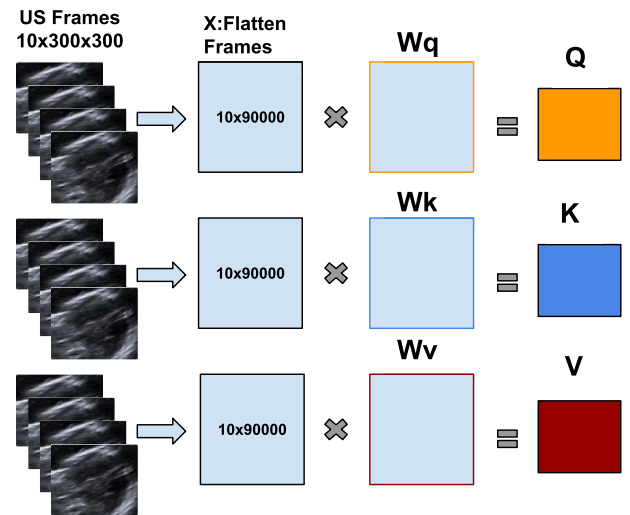 US Frames
10x300x300
X:Flatten
Frames
Wq
Q
10x90000
Wk
K
10x90000
Wv
V
10x90000